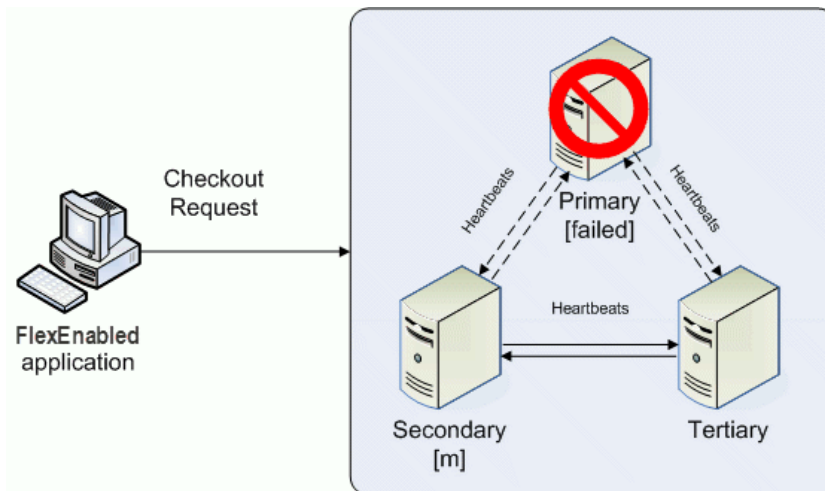 Checkout
Request
FlexEnabled
application
Primary
[failed]
Heartbeats
Heartbeats
Heartbeats
Secondary
[m]
Tertiary